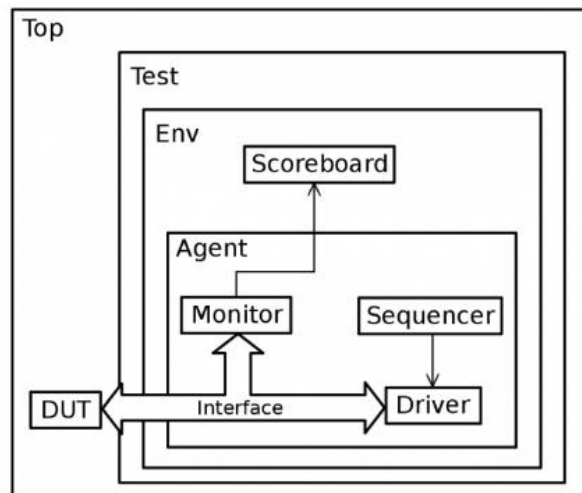 Top
Test
Env
Scoreboard
Agent
Monitor
Sequencer
DUT
Interface
Driver